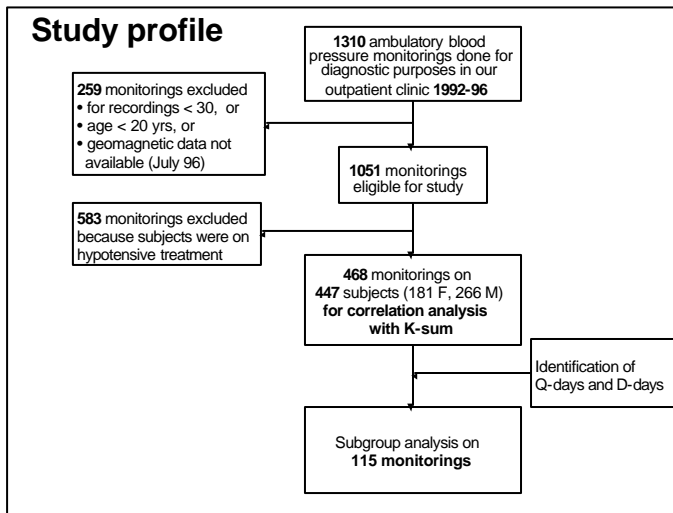 Study profile
1310 ambulatory blood
pressure monitorings done for
diagnostic purposes in our
outpatient clinic 1992-96
259 monitorings excluded
• for recordings < 30, or
• age < 20 yrs, or
• geomagnetic data not
available (July 96)
1051 monitorings
eligible for study
583 monitorings excluded
because subjects were on
hypotensive treatment
468 monitorings on
447 subjects (181 F, 266 M)
for correlation analysis
with K-sum
Identification of
Q-days and D-days
Subgroup analysis on
115 monitorings